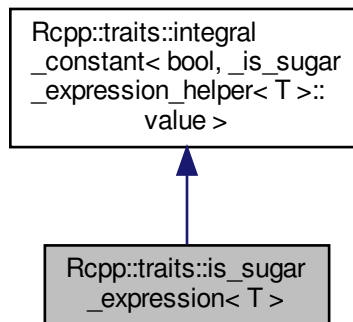 Rcpp::traits::integral
_constant< bool, _is_sugar
_expression_helper< T >::
value >
Rcpp::traits::is_sugar
_expression< T >